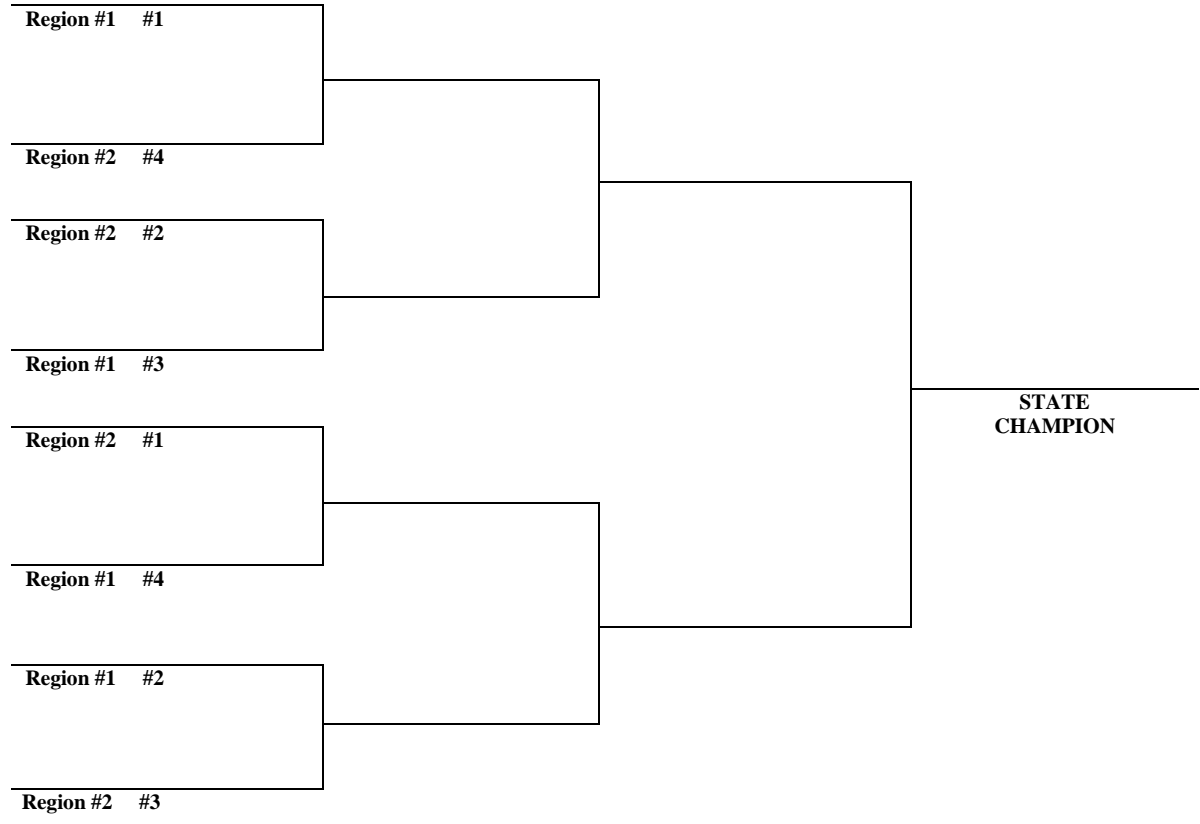 Region #1 #1
Region #2 #4
Region #2 #2
Region #1 #3
Region #2 #1
Region #1 #4
Region #1 #2
Region #2 #3
STATE
CHAMPION